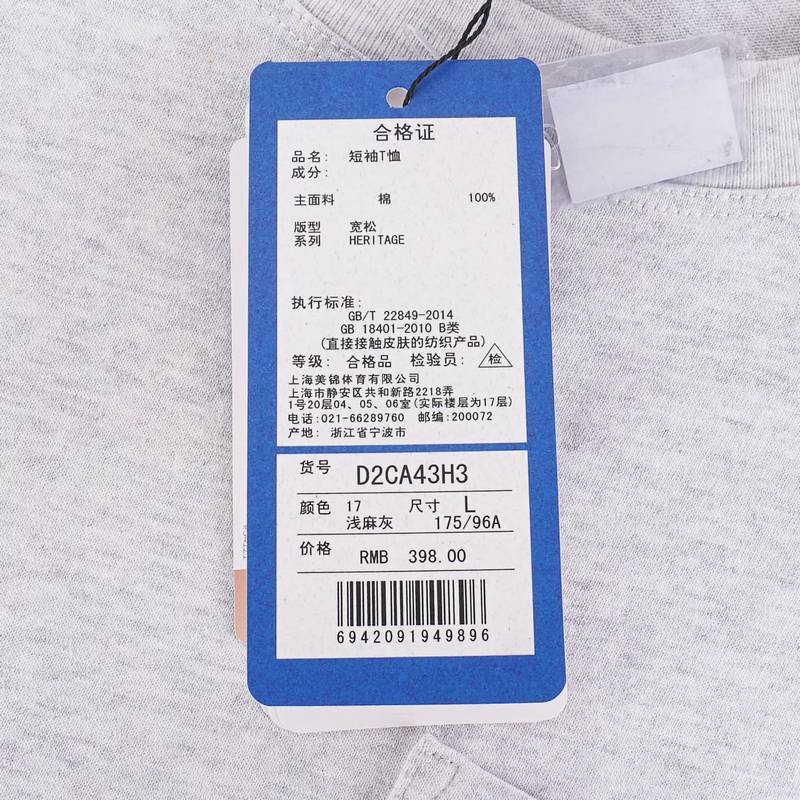 合格证
品名: 短袖T恤
成分:
主面料 棉 100%
版型 宽松
系列 HERITAGE
执行标准:
GB/T 22849-2014
GB 18401-2010 B类
(直接接触皮肤的纺织产品)
等级: 合格品 检验员: 检
上海美锦体育有限公司
上海市静安区共和新路2218弄
1号20层04、05、06室(实际楼层为17层)
电话:021-66289760 邮编:200072
产地: 浙江省宁波市
货号 D2CA43H3
颜色 17 尺寸 L
浅麻灰 175/96A
价格 RMB 398.00
6942091949896